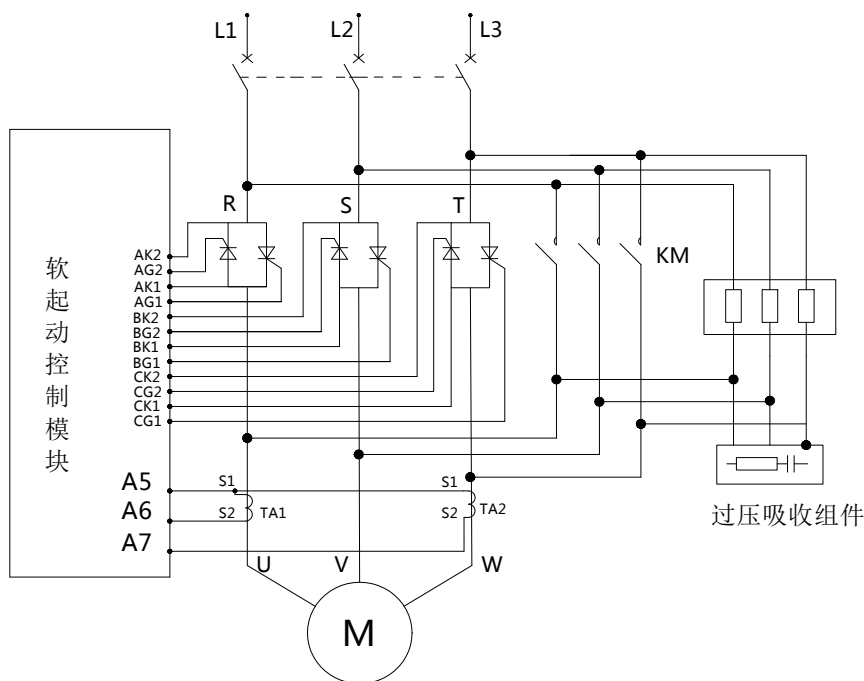 L1 L2 L3
R S T
KM
软起动控制模块
AK2
AG2
AK1
AG1
BK2
BG2
BK1
BG1
CK2
CG2
CK1
CG1
A5 S1 S1
A6 S2 TA1 S2 TA2
A7
U V W
M
过压吸收组件